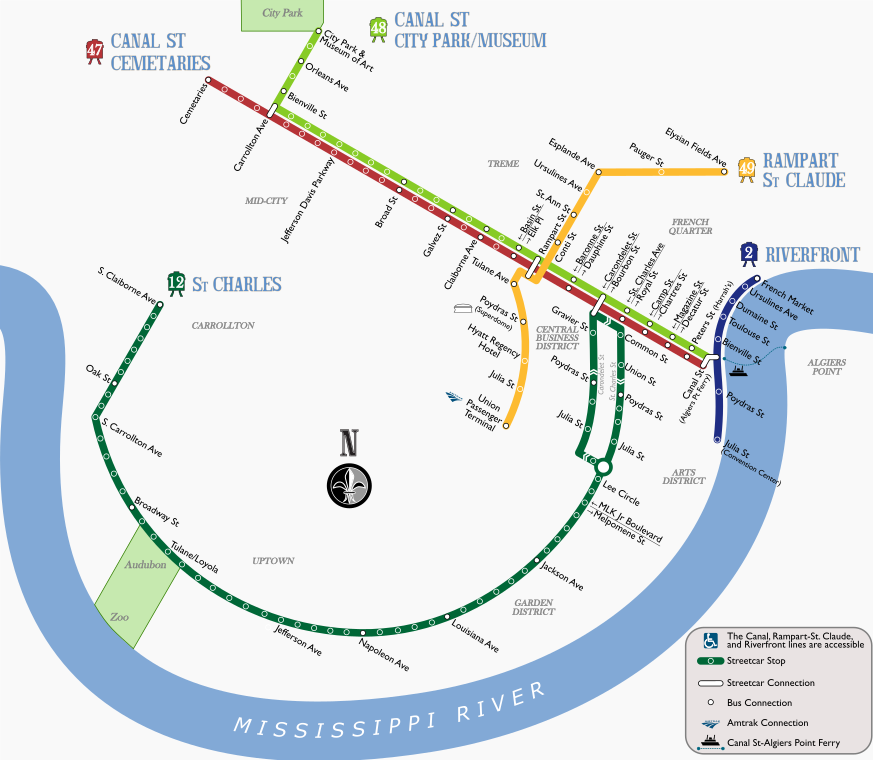 City Park
48
CANAL ST
CITY PARK/MUSEUM
47
CANAL ST
CEMETARIES
City Park &
Museum of Art
Orleans Ave
Bienville St
Cemetaries
Carrollton Ave
Jefferson Davis Parkway
Broad St
Galvez St
Claiborne Ave
MID-CITY
TREME
Elysian Fields Ave
Pauger St
Esplande Ave
Ursulines Ave
St. Ann St
49
RAMPART
ST CLAUDE
FRENCH
QUARTER
←Basin St
→Elk Pl
Rampart St
Conti St
Tulane Ave
←Baronne St
→Dauphine St
←Carondelet St
→Bourbon St
←St. Charles Ave
→Royal St
←Camp St
→Chartres St
←Magazine St
→Decatur St
Peters St (Harrah's)
2
RIVERFRONT
French Market
Ursulines Ave
Dumaine St
Toulouse St
Bienville St
Canal St
(Algiers Pt Ferry)
Poydras St
Julia St
(Convention Center)
ALGIERS
POINT
12
ST CHARLES
S. Claiborne Ave
CARROLLTON
Oak St
S. Carrollton Ave
Broadway St
Tulane/Loyola
Audubon
Zoo
UPTOWN
Jefferson Ave
Napoleon Ave
Louisiana Ave
Jackson Ave
GARDEN
DISTRICT
←MLK Jr Boulevard
→Melpomene St
Lee Circle
ARTS
DISTRICT
Poydras St
(Superdome)
Hyatt Regency
Hotel
Julia St
Union
Passenger
Terminal
CENTRAL
BUSINESS
DISTRICT
Gravier St
Common St
Poydras St
Carondelet St
St. Charles St
Union St
Poydras St
Julia St
Julia St
N
MISSISSIPPI RIVER
The Canal, Rampart-St. Claude,
and Riverfront lines are accessible
Streetcar Stop
Streetcar Connection
Bus Connection
Amtrak Connection
Canal St-Algiers Point Ferry